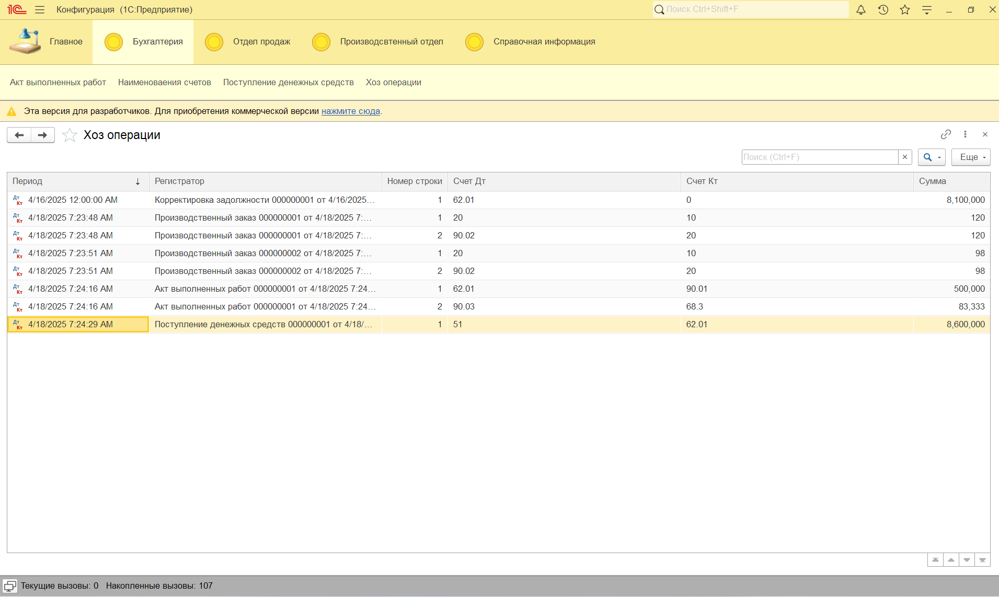 1С Конфигурация (1С:Предприятие) Поиск Ctrl+Shift+F
Главное Бухгалтерия Отдел продаж Производсвтенный отдел Справочная информация
Акт выполненных работ Наименоваения счетов Поступление денежных средств Хоз операции
Эта версия для разработчиков. Для приобретения коммерческой версии нажмите сюда.
Хоз операции
Поиск (Ctrl+F) × Еще
Период ↓ Регистратор Номер строки Счет Дт Счет Кт Сумма
Дт Кт 4/16/2025 12:00:00 AM Корректировка задолжности 000000001 от 4/16/2025… 1 62.01 0 8,100,000
Дт Кт 4/18/2025 7:23:48 AM Производственный заказ 000000001 от 4/18/2025 7:… 1 20 10 120
Дт Кт 4/18/2025 7:23:48 AM Производственный заказ 000000001 от 4/18/2025 7:… 2 90.02 20 120
Дт Кт 4/18/2025 7:23:51 AM Производственный заказ 000000002 от 4/18/2025 7:… 1 20 10 98
Дт Кт 4/18/2025 7:23:51 AM Производственный заказ 000000002 от 4/18/2025 7:… 2 90.02 20 98
Дт Кт 4/18/2025 7:24:16 AM Акт выполненных работ 000000001 от 4/18/2025 7:24… 1 62.01 90.01 500,000
Дт Кт 4/18/2025 7:24:16 AM Акт выполненных работ 000000001 от 4/18/2025 7:24… 2 90.03 68.3 83,333
Дт Кт 4/18/2025 7:24:29 AM Поступление денежных средств 000000001 от 4/18/… 1 51 62.01 8,600,000
Текущие вызовы: 0 Накопленные вызовы: 107